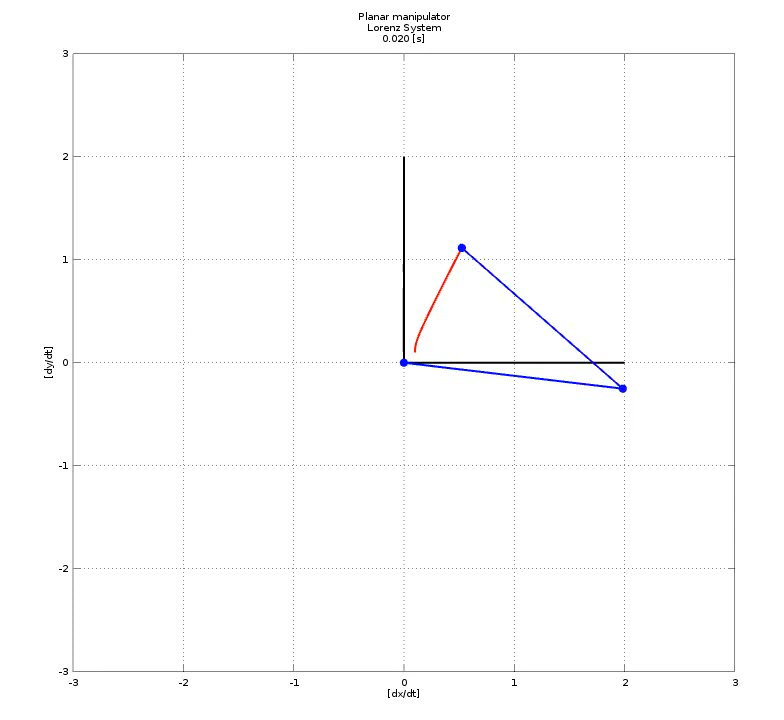 Planar manipulator
Lorenz System
0.020 [s]
3
2
1
0
-1
-2
-3
[dy/dt]
-3 -2 -1 0 1 2 3
[dx/dt]